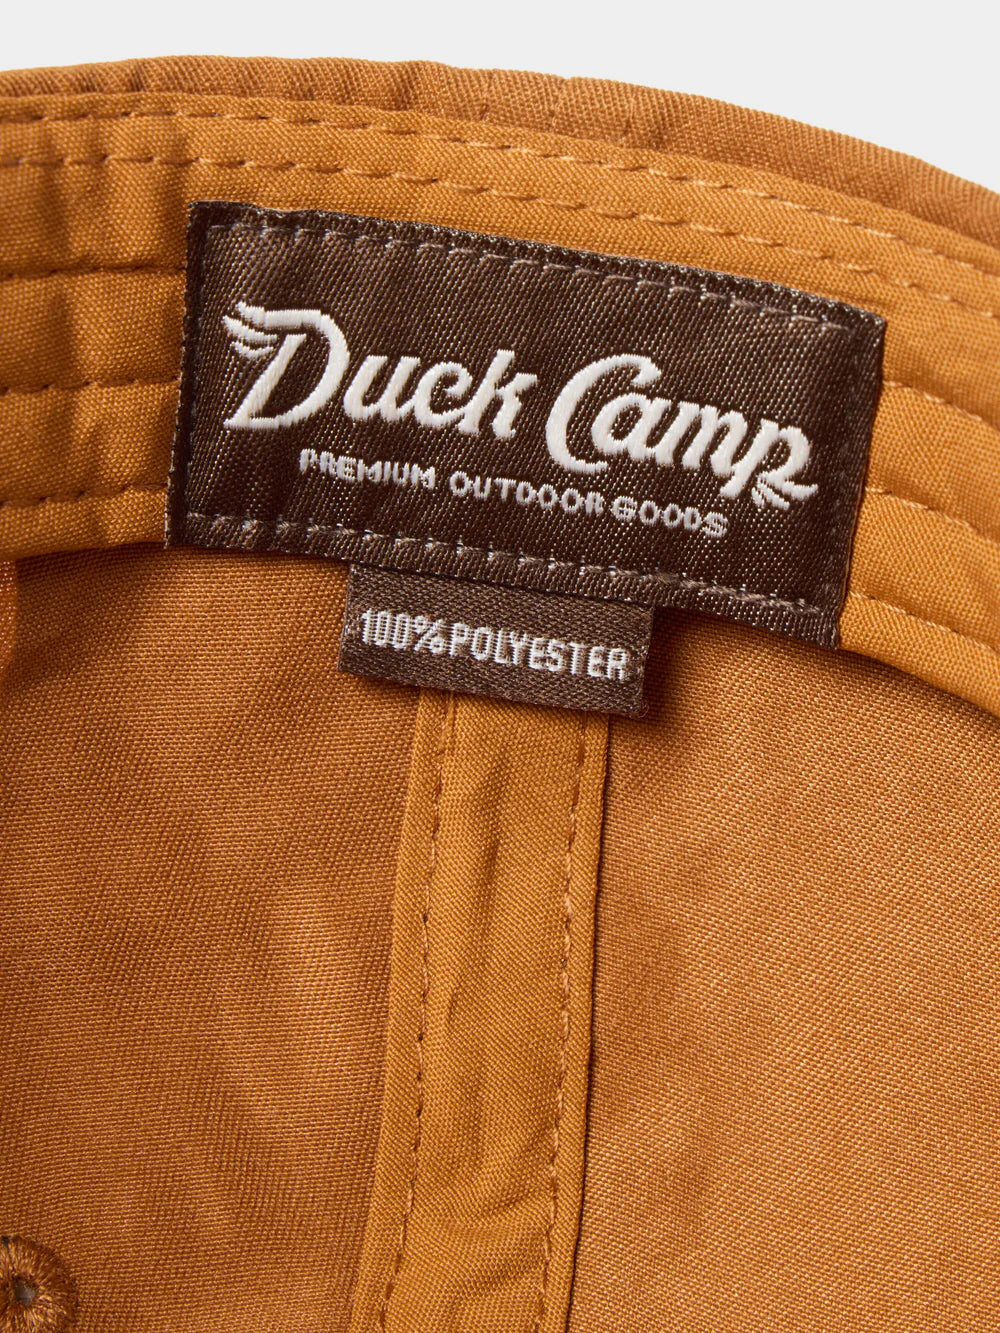 Duck Camp
PREMIUM OUTDOOR GOODS
100% POLYESTER